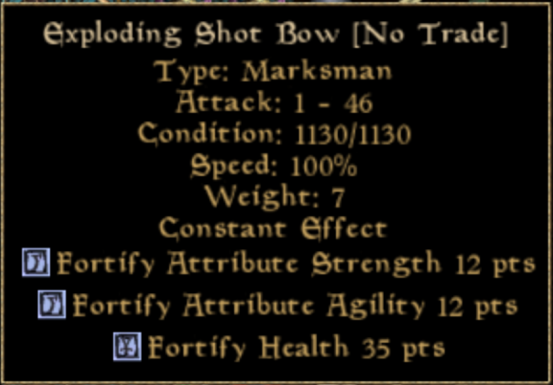 Exploding Shot Bow [No Trade]
Type: Marksman
Attack: 1 - 46
Condition: 1130/1130
Speed: 100%
Weight: 7
Constant Effect
Fortify Attribute Strength 12 pts
Fortify Attribute Agility 12 pts
Fortify Health 35 pts